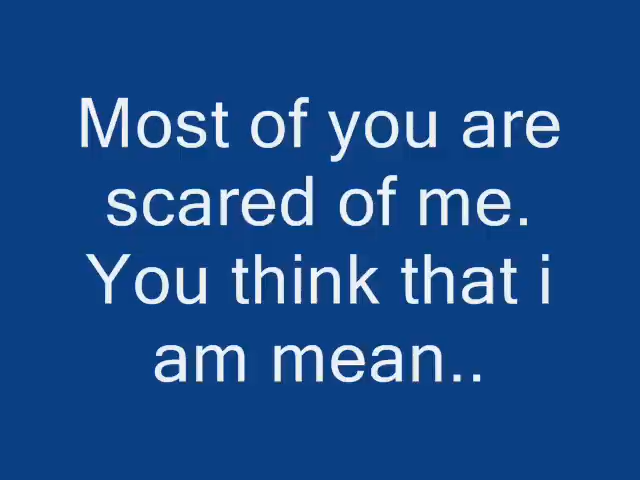 Most of you are
scared of me.
You think that i
am mean..